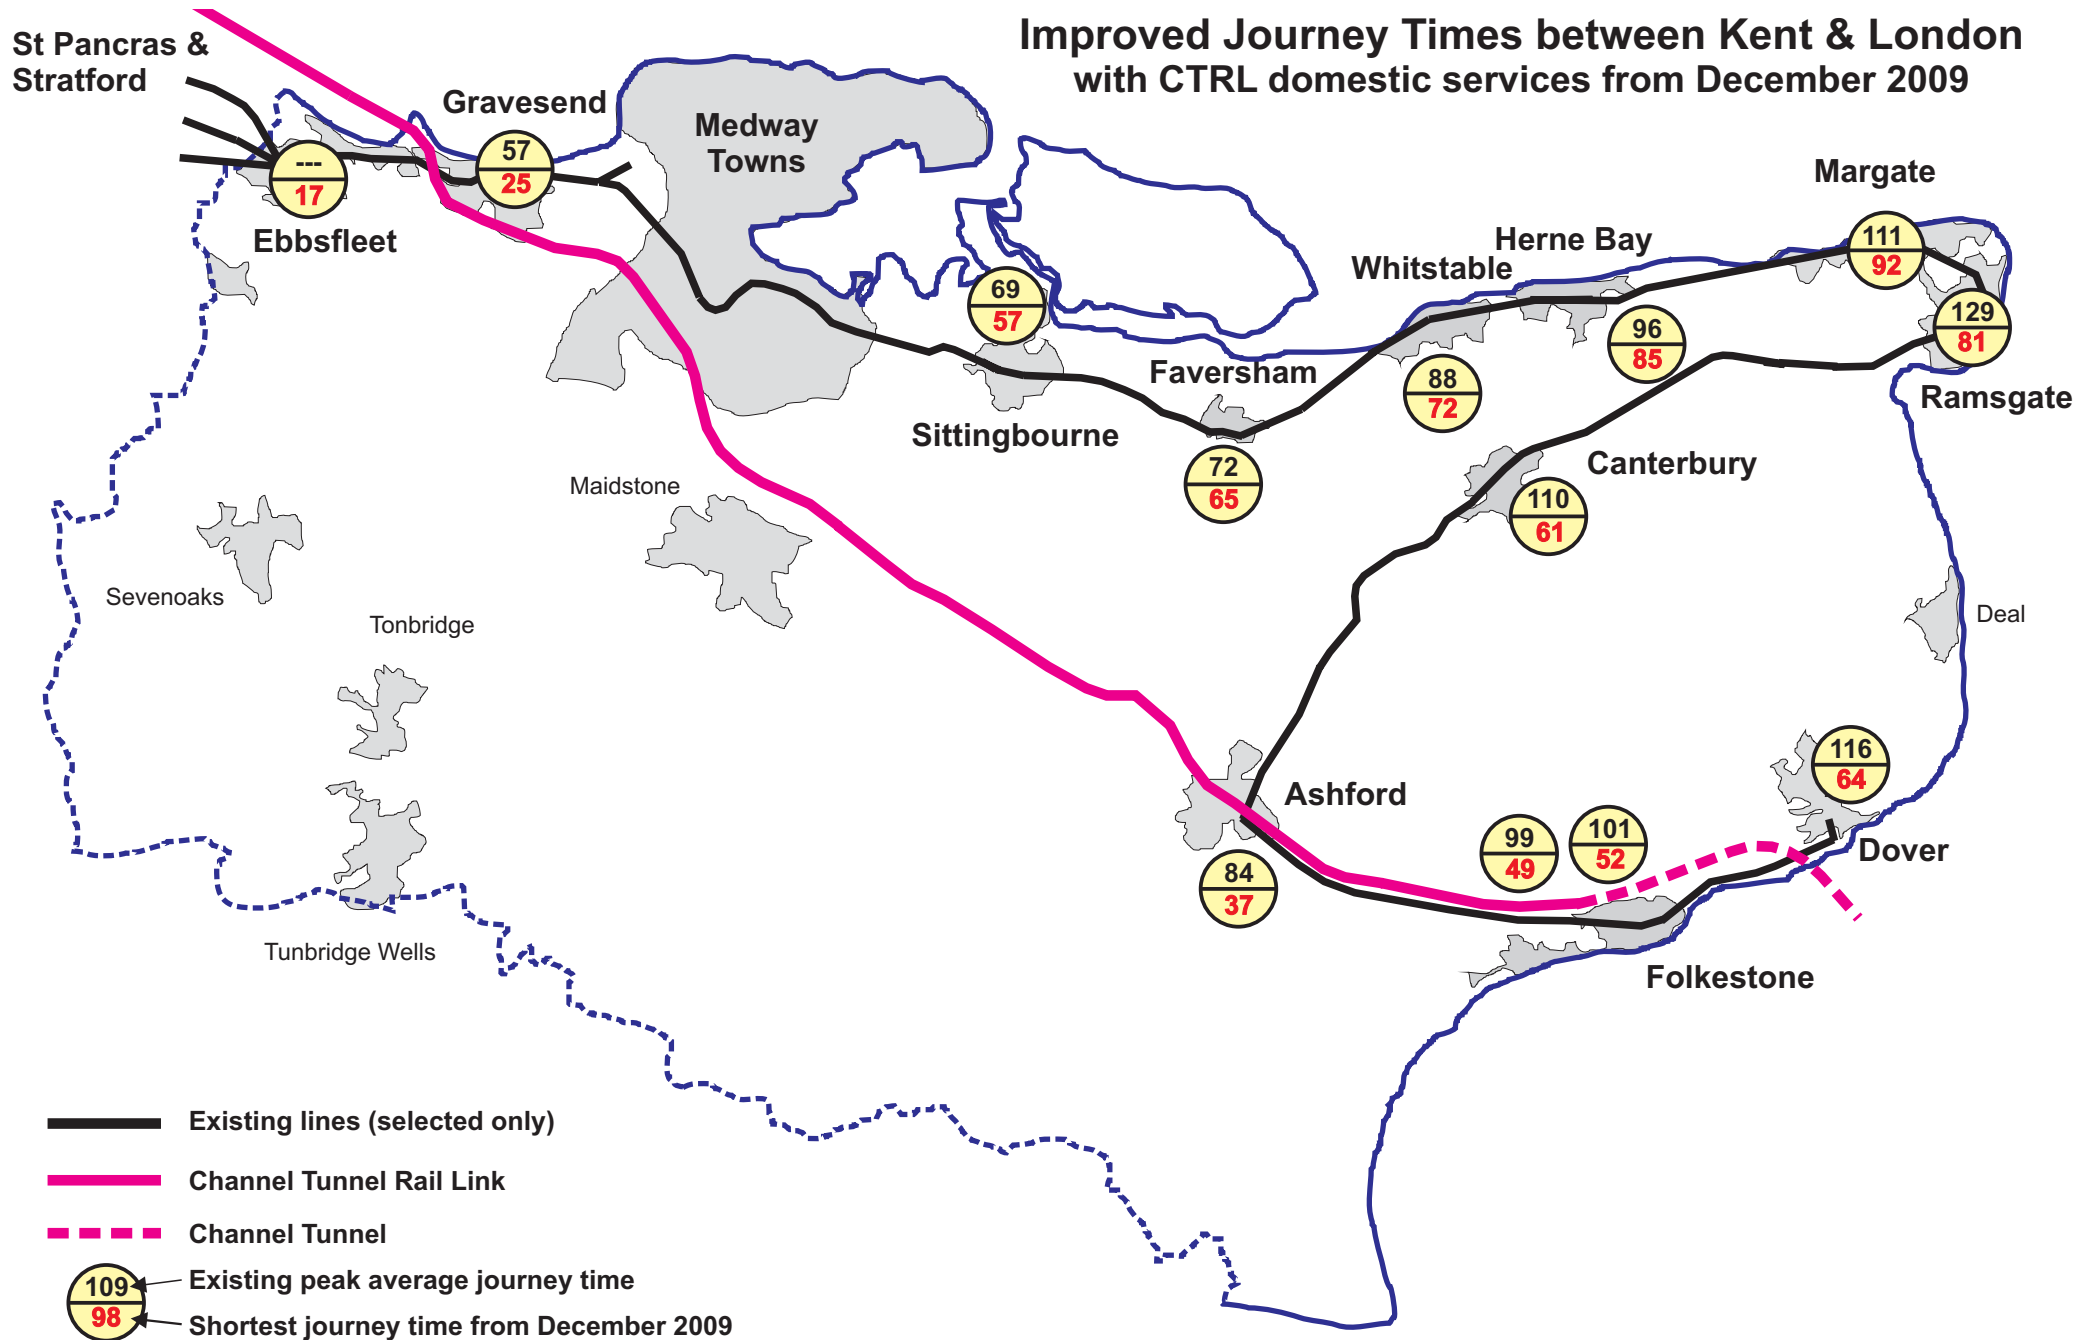 Improved Journey Times between Kent & London
with CTRL domestic services from December 2009
St Pancras &
Stratford
Gravesend
57
25
---
17
Ebbsfleet
Medway
Towns
Margate
111
92
Herne Bay
Whitstable
69
57
129
81
96
85
88
72
Faversham
Ramsgate
Sittingbourne
72
65
Canterbury
110
61
Maidstone
Sevenoaks
Tonbridge
Deal
116
64
Ashford
99
49
101
52
Dover
84
37
Tunbridge Wells
Folkestone
Existing lines (selected only)
Channel Tunnel Rail Link
Channel Tunnel
109
98
Existing peak average journey time
Shortest journey time from December 2009